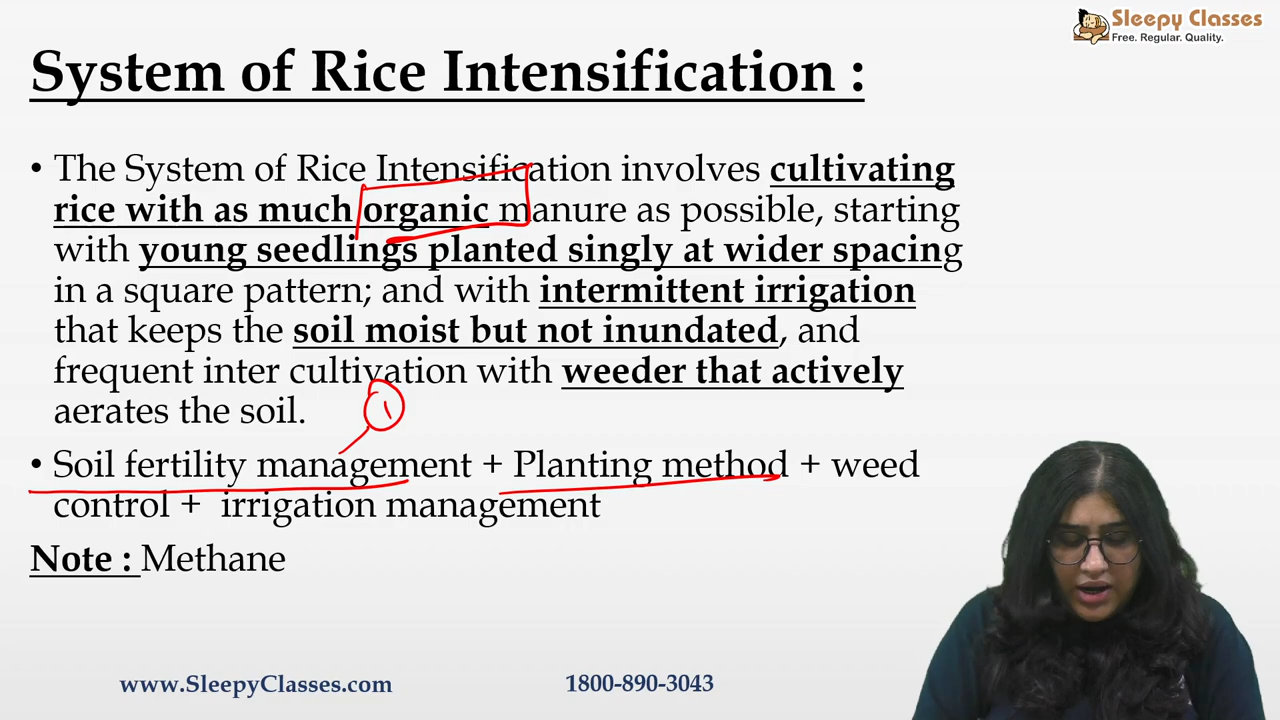 Sleepy Classes
Free. Regular. Quality.
System of Rice Intensification :
• The System of Rice Intensification involves cultivating
rice with as much organic manure as possible, starting
with young seedlings planted singly at wider spacing
in a square pattern; and with intermittent irrigation
that keeps the soil moist but not inundated, and
frequent inter cultivation with weeder that actively
aerates the soil.
1
• Soil fertility management + Planting method + weed
control + irrigation management
Note : Methane
www.SleepyClasses.com
1800-890-3043